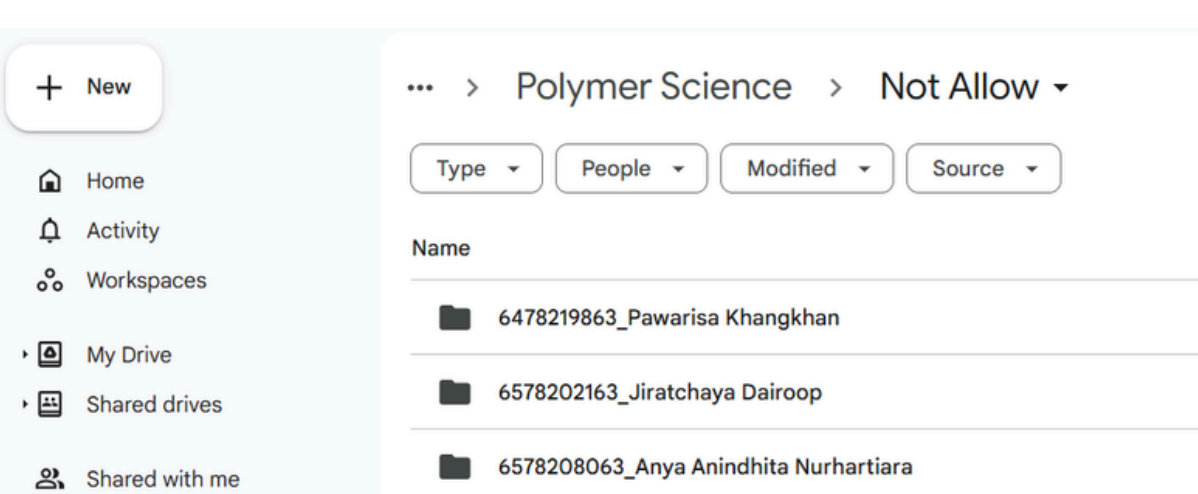 New
Home
Activity
Workspaces
My Drive
Shared drives
Shared with me
... > Polymer Science > Not Allow
Type
People
Modified
Source
Name
6478219863_Pawarisa Khangkhan
6578202163_Jiratchaya Dairoop
6578208063_Anya Anindhita Nurhartiara